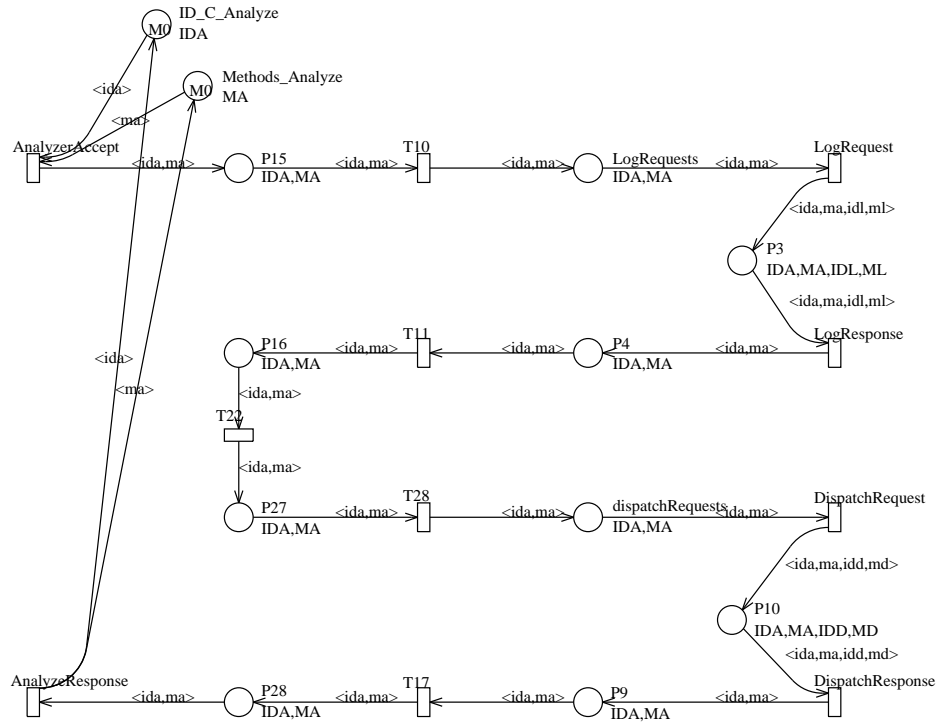 ID_C_Analyze
M0
IDA
Methods_Analyze
<ida>
M0
MA
<ma>
AnalyzerAccept
<ida,ma>
P15
IDA,MA
<ida,ma>
T10
<ida,ma>
LogRequests
IDA,MA
<ida,ma>
LogRequest
<ida,ma,idl,ml>
P3
IDA,MA,IDL,ML
<ida,ma,idl,ml>
P16
IDA,MA
<ida,ma>
T11
<ida,ma>
P4
IDA,MA
<ida,ma>
LogResponse
<ida>
<ma>
<ida,ma>
T22
<ida,ma>
P27
IDA,MA
<ida,ma>
T28
<ida,ma>
dispatchRequests
IDA,MA
<ida,ma>
DispatchRequest
<ida,ma,idd,md>
P10
IDA,MA,IDD,MD
<ida,ma,idd,md>
AnalyzeResponse
<ida,ma>
P28
IDA,MA
<ida,ma>
T17
<ida,ma>
P9
IDA,MA
<ida,ma>
DispatchResponse